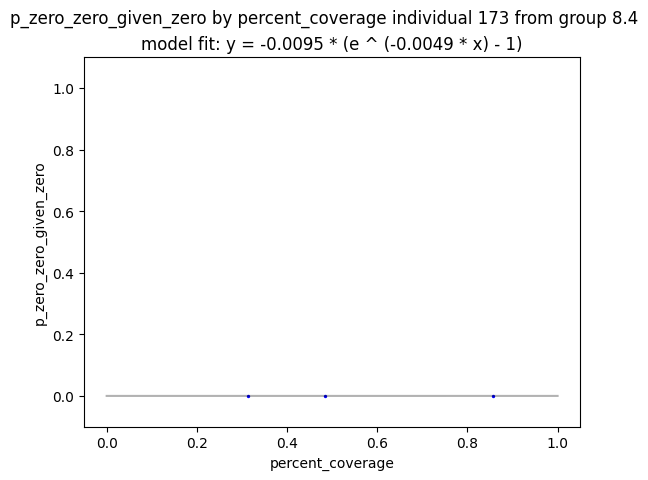 p_zero_zero_given_zero by percent_coverage individual 173 from group 8.4
model fit: y = -0.0095 * (e ^ (-0.0049 * x) - 1)
1.0
0.8
0.6
0.4
0.2
0.0
p_zero_zero_given_zero
0.0 0.2 0.4 0.6 0.8 1.0
percent_coverage